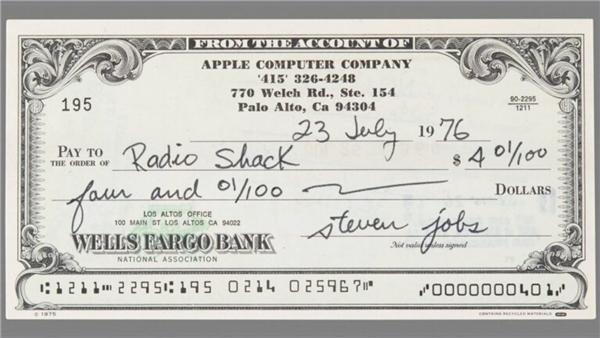 FROM THE ACCOUNT OF
APPLE COMPUTER COMPANY
'415' 326-4248
770 Welch Rd., Ste. 154
Palo Alto, Ca 94304
195
90-2295
1211
23 July 1976
PAY TO
THE ORDER OF Radio Shack $ 4 01/100
four and 01/100 DOLLARS
LOS ALTOS OFFICE
100 MAIN ST LOS ALTOS CA 94022
WELLS FARGO BANK
NATIONAL ASSOCIATION
steven jobs
Not valid unless signed
⑆1211⑉2295⑆195 0214 025967⑈ ⑈0000000401⑈
© 1975
CONTAINS RECYCLED MATERIALS